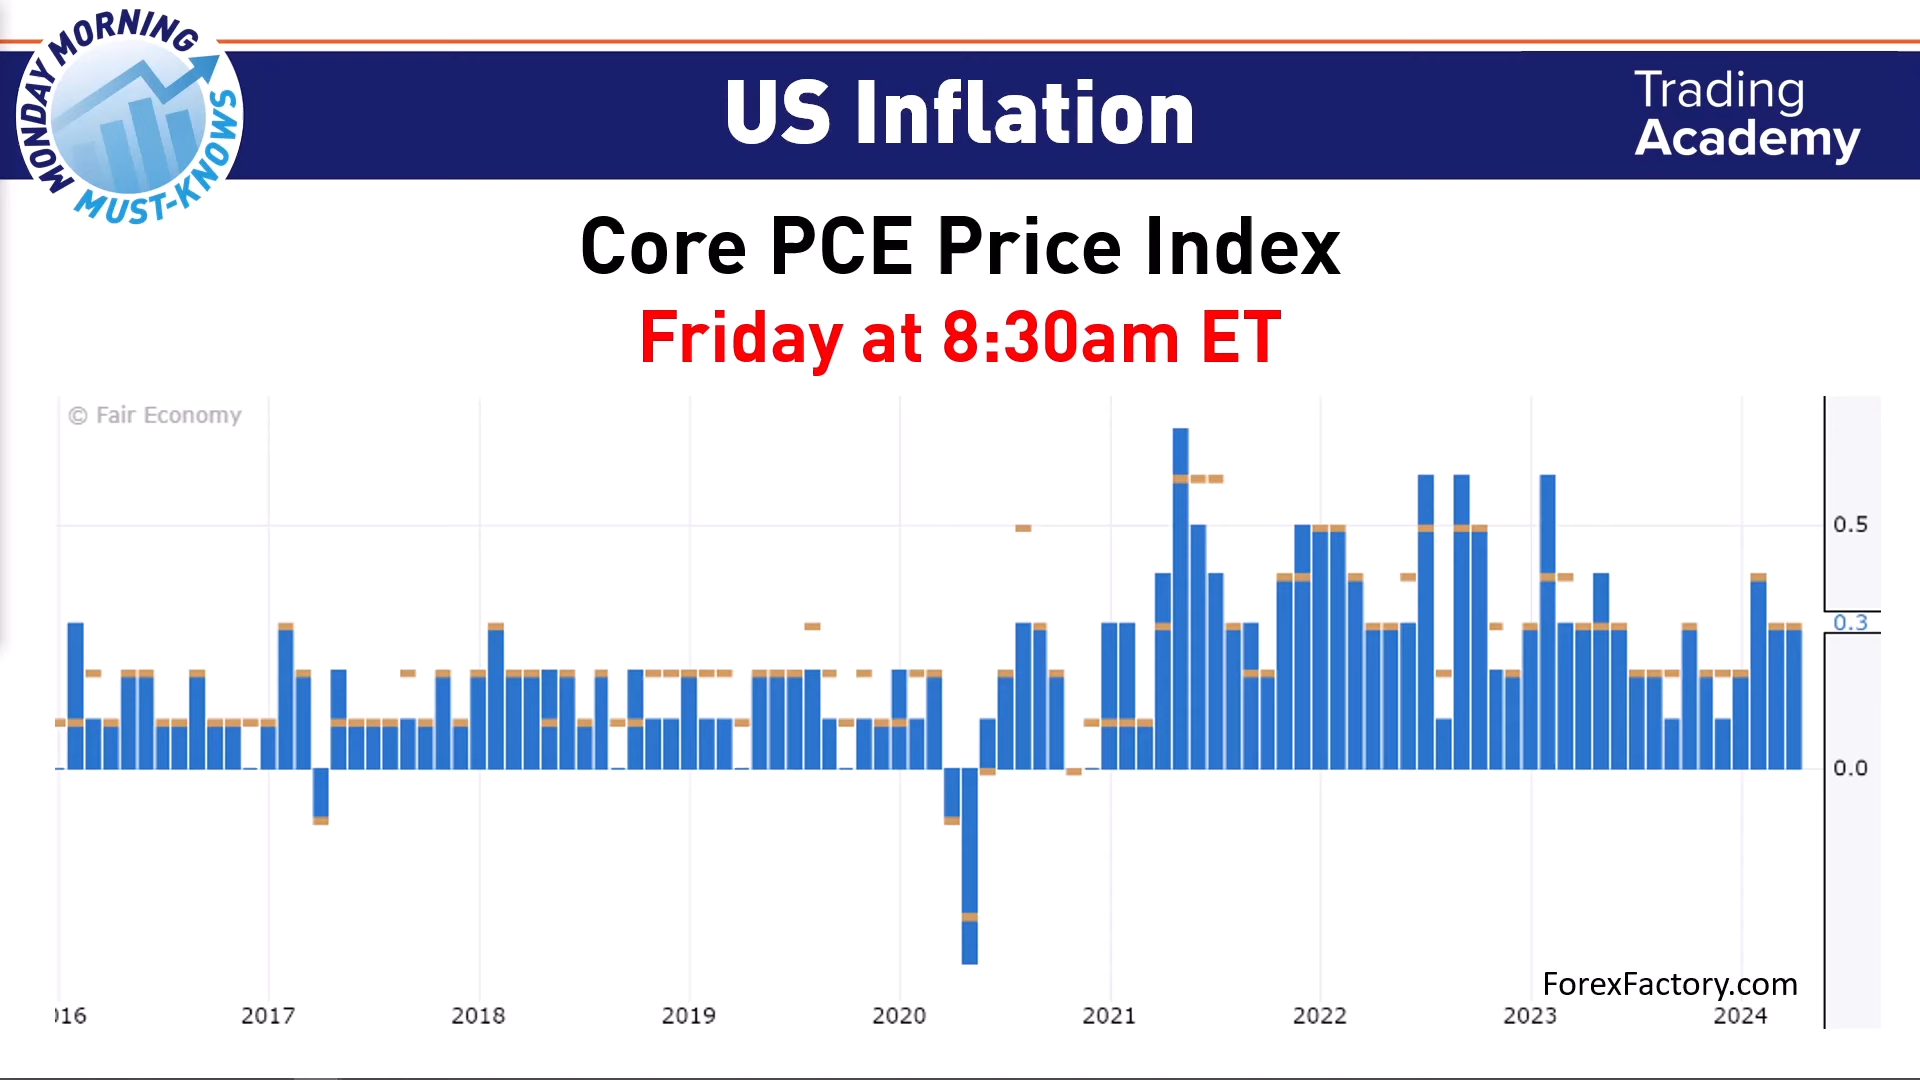 MONDAY MORNING
MUST-KNOWS
US Inflation
Trading
Academy
Core PCE Price Index
Friday at 8:30am ET
© Fair Economy
0.5
0.3
0.0
ForexFactory.com
016 2017 2018 2019 2020 2021 2022 2023 2024